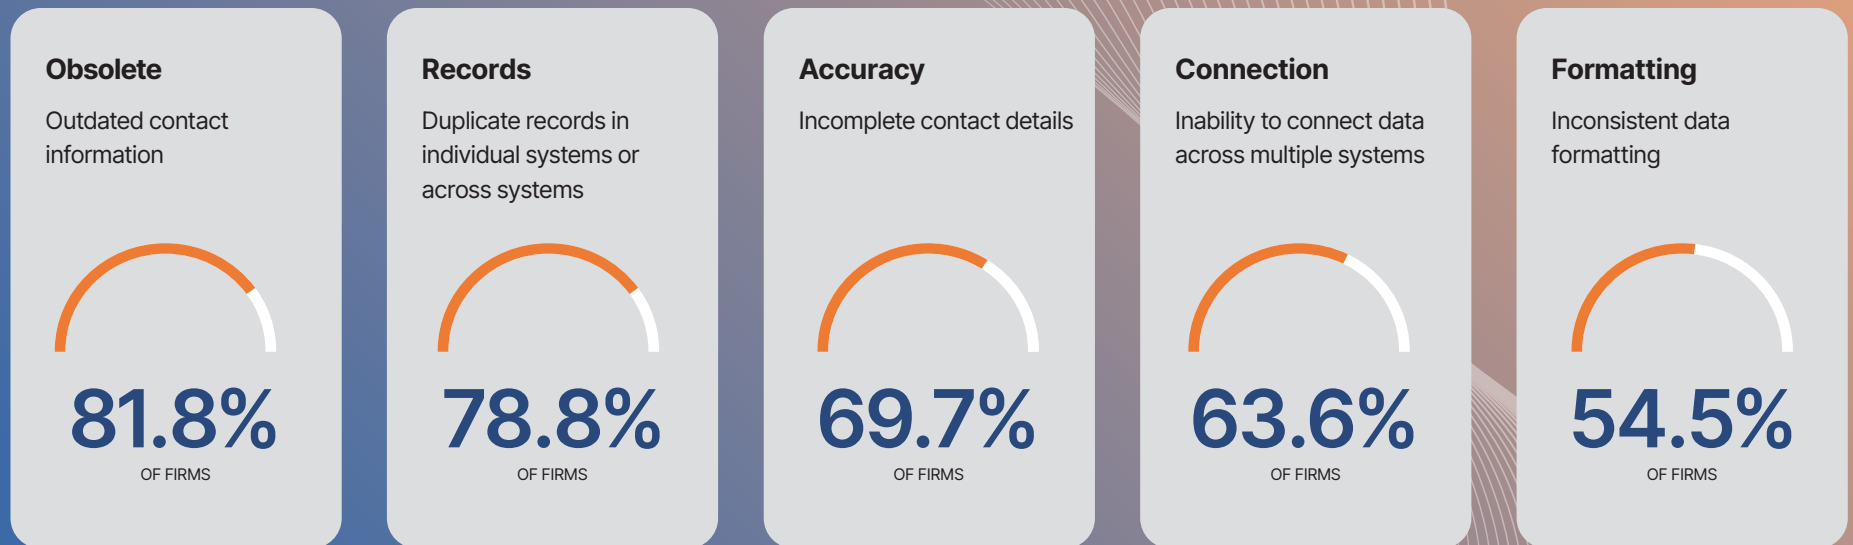 Obsolete
Outdated contact
information
81.8%
OF FIRMS
Records
Duplicate records in
individual systems or
across systems
78.8%
OF FIRMS
Accuracy
Incomplete contact details
69.7%
OF FIRMS
Connection
Inability to connect data
across multiple systems
63.6%
OF FIRMS
Formatting
Inconsistent data
formatting
54.5%
OF FIRMS